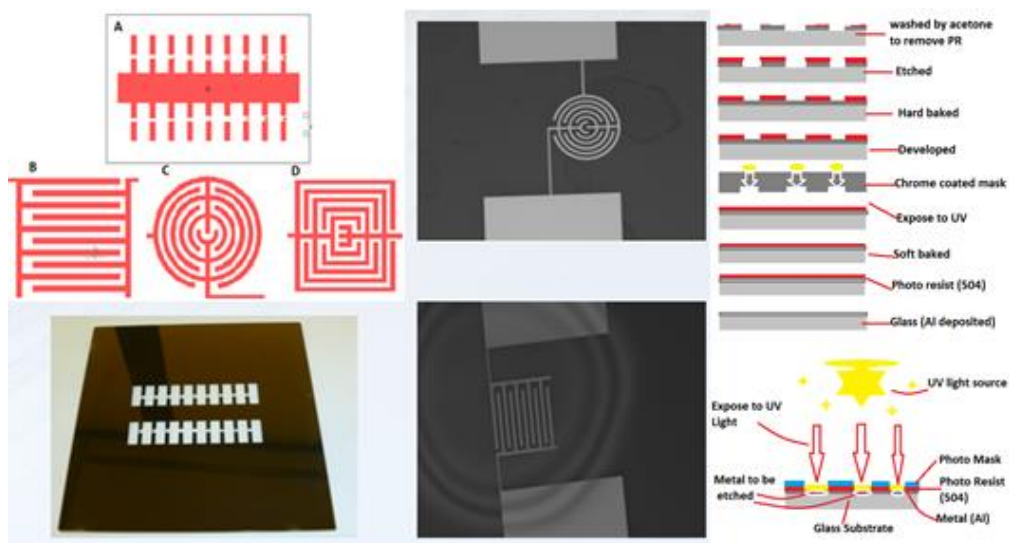 A
B
C
D
washed by acetone
to remove PR
Etched
Hard baked
Developed
Chrome coated mask
Expose to UV
Soft baked
Photo resist (504)
Glass (Al deposited)
UV light source
Expose to UV
Light
Photo Mask
Metal to be
etched
Photo Resist
(504)
Metal (Al)
Glass Substrate